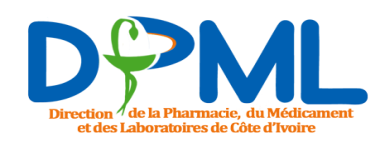 DPML
Direction de la Pharmacie, du Médicament
et des Laboratoires de Côte d'Ivoire